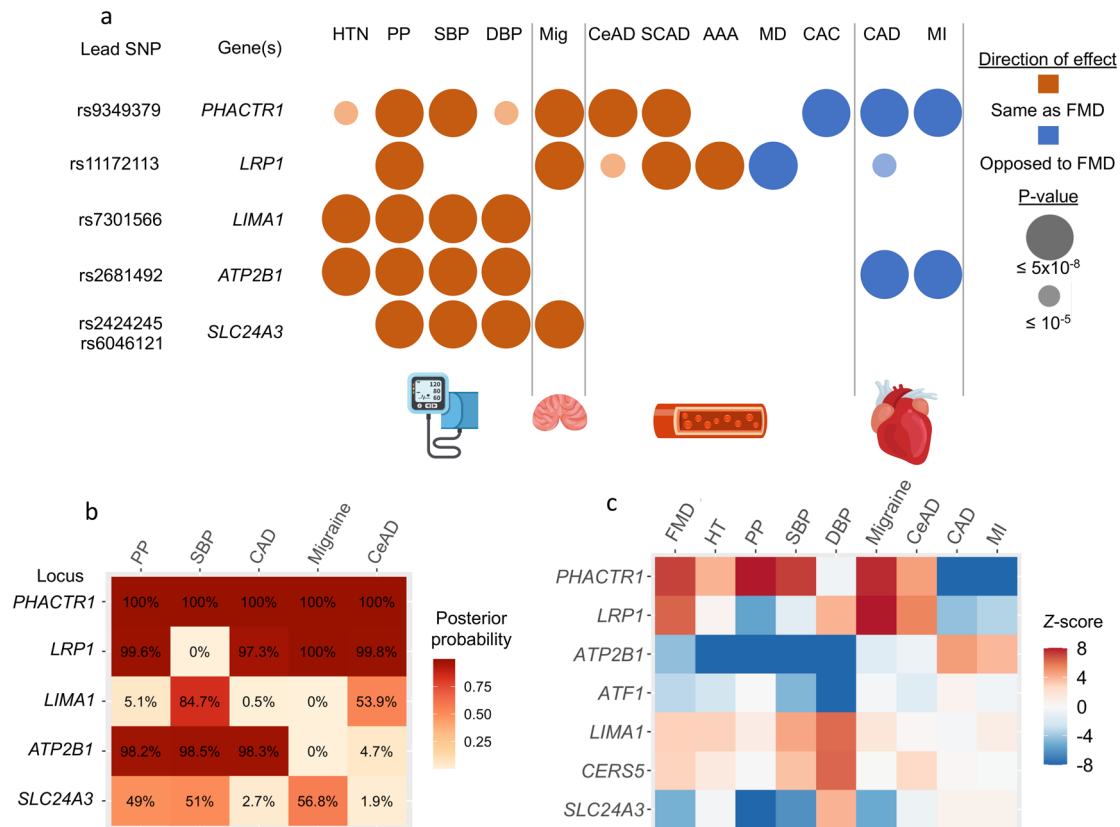 a
Lead SNP Gene(s) HTN PP SBP DBP Mig CeAD SCAD AAA MD CAC CAD MI
rs9349379 PHACTR1
rs11172113 LRP1
rs7301566 LIMA1
rs2681492 ATP2B1
rs2424245
rs6046121 SLC24A3
Direction of effect
Same as FMD
Opposed to FMD
P-value
≤ 5x10⁻⁸
≤ 10⁻⁵
120
80
60
b
PP SBP CAD Migraine CeAD
Locus
PHACTR1 100% 100% 100% 100% 100%
LRP1 99.6% 0% 97.3% 100% 99.8%
LIMA1 5.1% 84.7% 0.5% 0% 53.9%
ATP2B1 98.2% 98.5% 98.3% 0% 4.7%
SLC24A3 49% 51% 2.7% 56.8% 1.9%
Posterior
probability
0.75
0.50
0.25
c
FMD HT PP SBP DBP Migraine CeAD CAD MI
PHACTR1
LRP1
ATP2B1
ATF1
LIMA1
CERS5
SLC24A3
Z-score
8
4
0
-4
-8